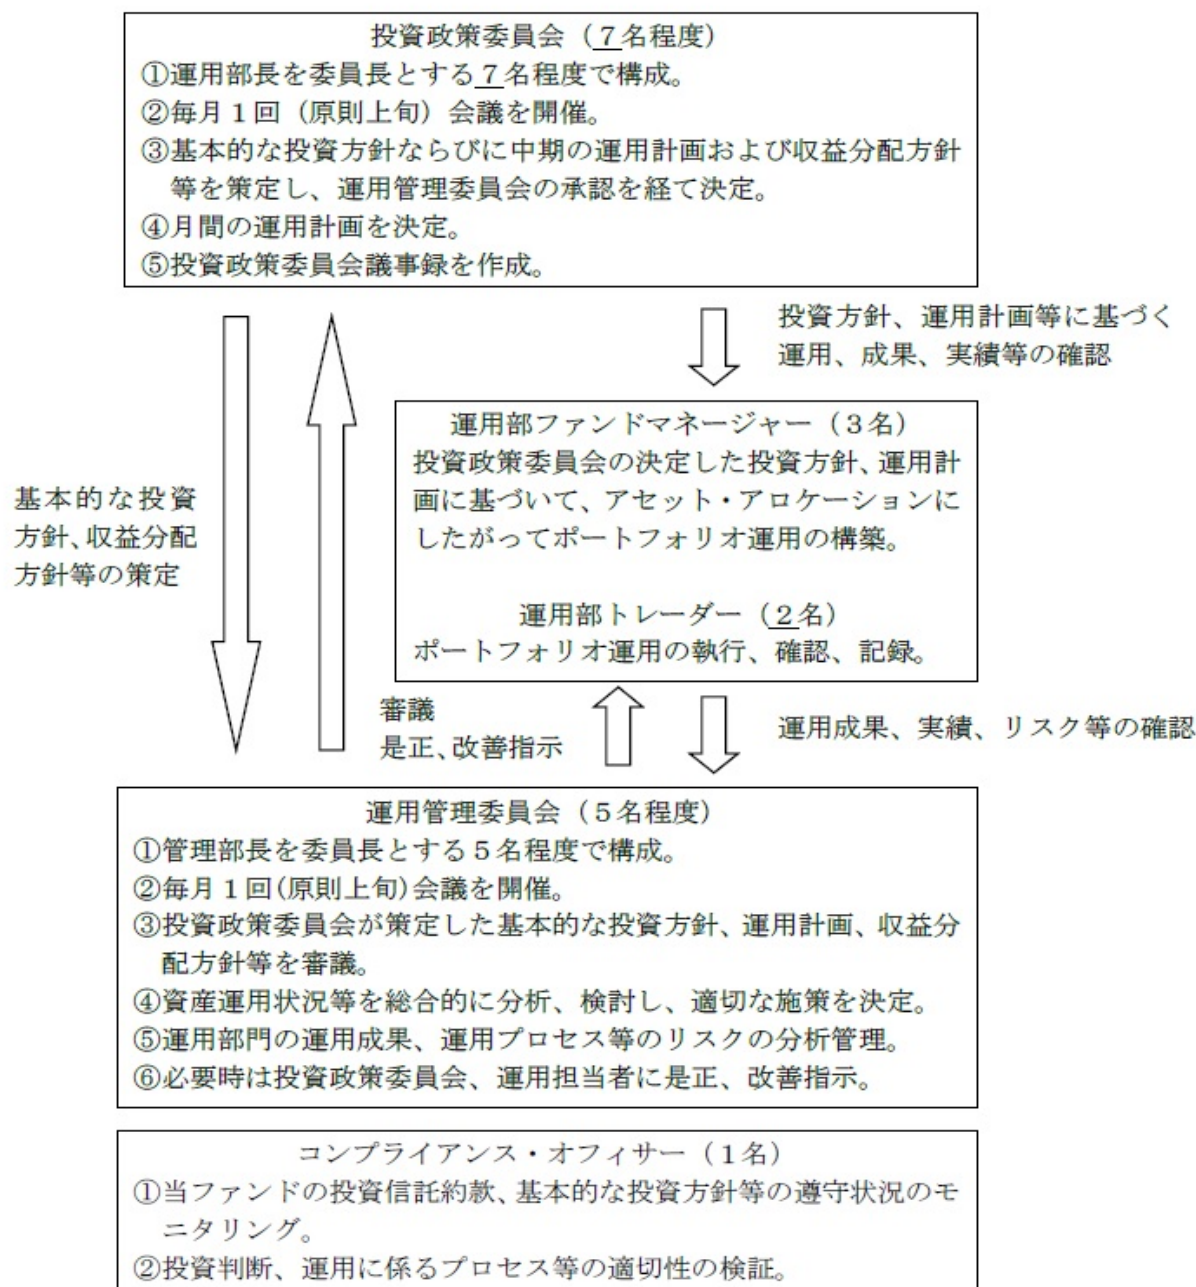 投資政策委員会（7名程度）
①運用部長を委員長とする7名程度で構成。
②毎月１回（原則上旬）会議を開催。
③基本的な投資方針ならびに中期の運用計画および収益分配方針
等を策定し、運用管理委員会の承認を経て決定。
④月間の運用計画を決定。
⑤投資政策委員会議事録を作成。
投資方針、運用計画等に基づく
運用、成果、実績等の確認
運用部ファンドマネージャー（３名）
投資政策委員会の決定した投資方針、運用計
画に基づいて、アセット・アロケーションに
したがってポートフォリオ運用の構築。
運用部トレーダー（2名）
ポートフォリオ運用の執行、確認、記録。
基本的な投資
方針、収益分配
方針等の策定
審議
是正、改善指示
運用成果、実績、リスク等の確認
運用管理委員会（５名程度）
①管理部長を委員長とする５名程度で構成。
②毎月１回(原則上旬)会議を開催。
③投資政策委員会が策定した基本的な投資方針、運用計画、収益分
配方針等を審議。
④資産運用状況等を総合的に分析、検討し、適切な施策を決定。
⑤運用部門の運用成果、運用プロセス等のリスクの分析管理。
⑥必要時は投資政策委員会、運用担当者に是正、改善指示。
コンプライアンス・オフィサー（１名）
①当ファンドの投資信託約款、基本的な投資方針等の遵守状況のモ
ニタリング。
②投資判断、運用に係るプロセス等の適切性の検証。